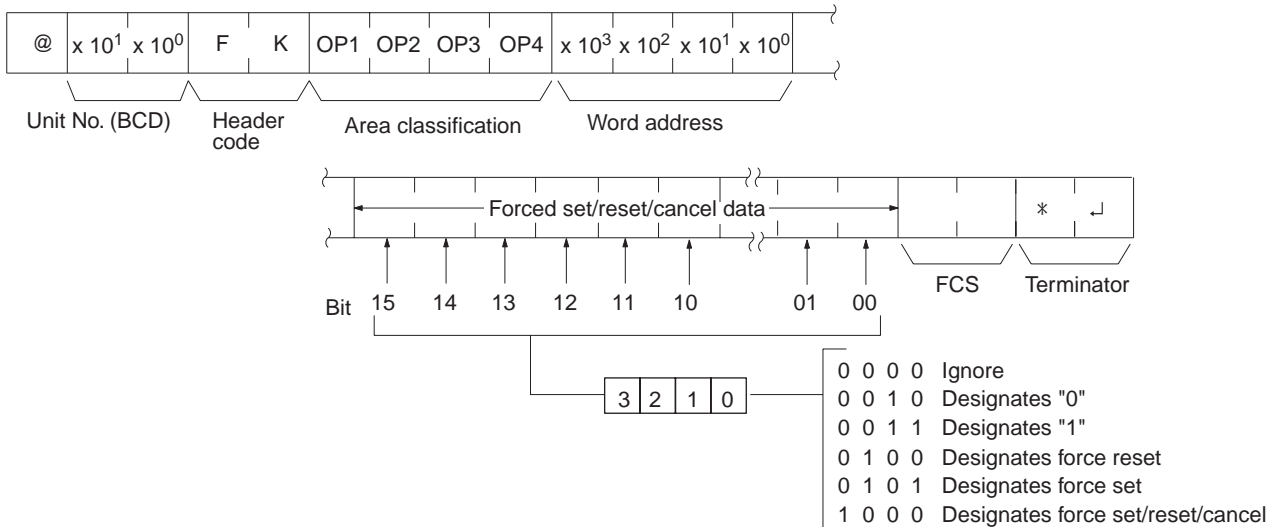 @ x 10¹ x 10⁰ F K OP1 OP2 OP3 OP4 x 10³ x 10² x 10¹ x 10⁰
Unit No. (BCD) Header code Area classification Word address
Forced set/reset/cancel data * ↵
Bit 15 14 13 12 11 10 01 00 FCS Terminator
3 2 1 0
0 0 0 0 Ignore
0 0 1 0 Designates "0"
0 0 1 1 Designates "1"
0 1 0 0 Designates force reset
0 1 0 1 Designates force set
1 0 0 0 Designates force set/reset/cancel